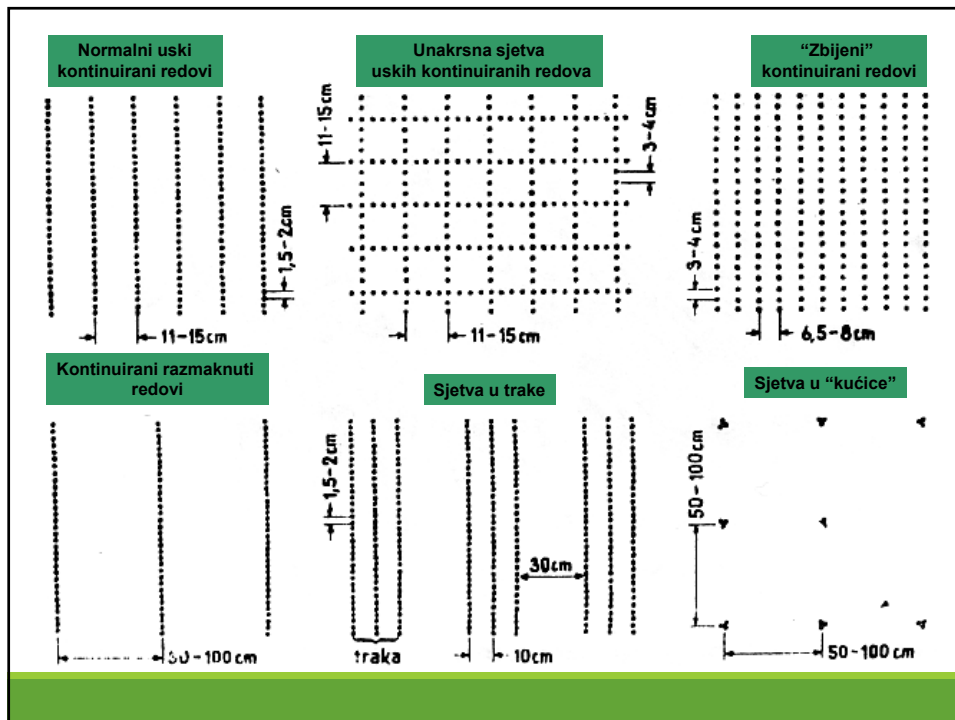 Normalni uski
kontinuirani redovi
1,5-2cm
11-15cm
Unakrsna sjetva
uskih kontinuiranih redova
11-15cm
3-4cm
11-15cm
“Zbijeni”
kontinuirani redovi
3-4cm
6,5-8cm
Kontinuirani razmaknuti
redovi
-100cm
Sjetva u trake
1,5-2cm
30cm
traka
10cm
Sjetva u “kućice”
50-100cm
50-100cm